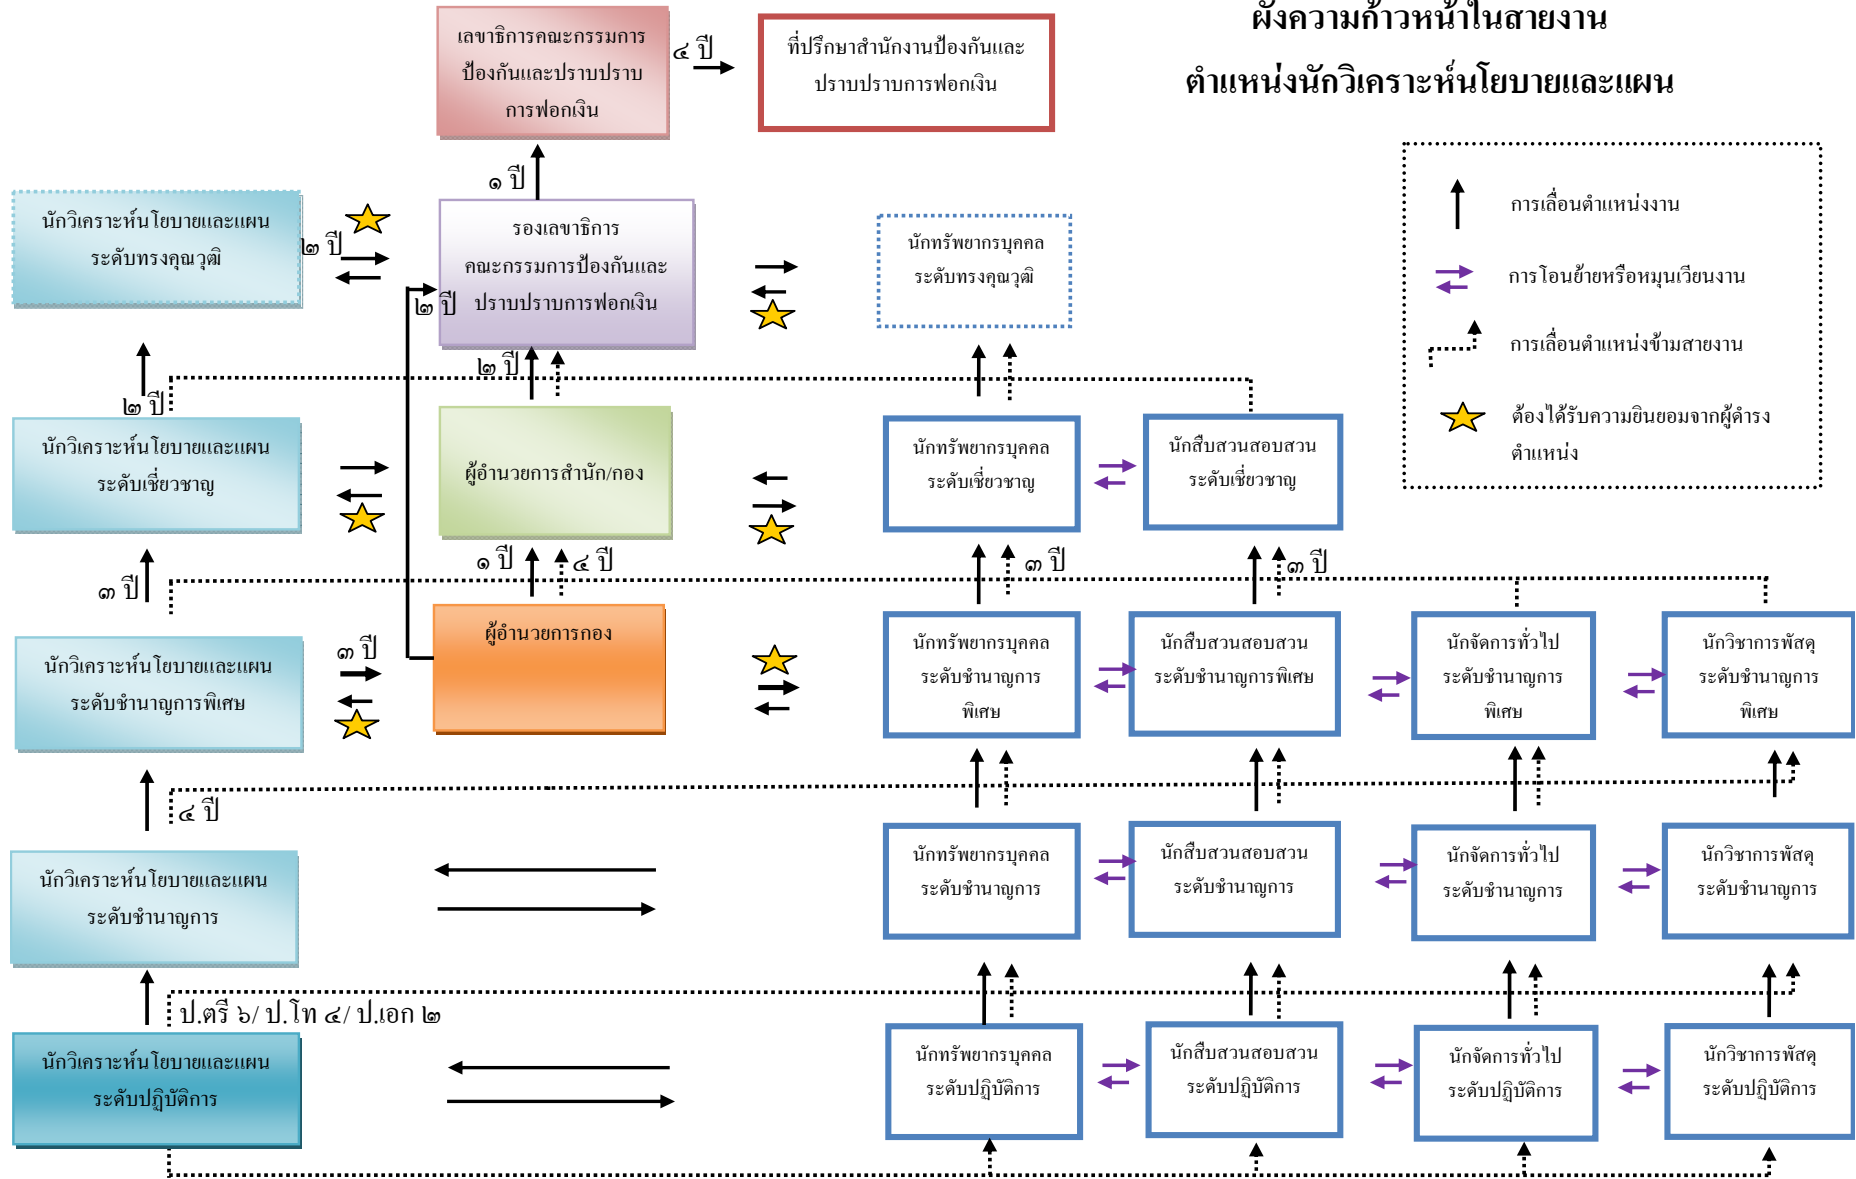 ผังความก้าวหน้าในสายงาน
ตำแหน่งนักวิเคราะห์นโยบายและแผน
เลขาธิการคณะกรรมการ
ป้องกันและปราบปราบ
การฟอกเงิน
๔ ปี
ที่ปรึกษาสำนักงานป้องกันและ
ปราบปราบการฟอกเงิน
๑ ปี
การเลื่อนตำแหน่งงาน
การโอนย้ายหรือหมุนเวียนงาน
การเลื่อนตำแหน่งข้ามสายงาน
ต้องได้รับความยินยอมจากผู้ดำรง
ตำแหน่ง
นักวิเคราะห์นโยบายและแผน
ระดับทรงคุณวุฒิ
๒ ปี
รองเลขาธิการ
คณะกรรมการป้องกันและ
ปราบปราบการฟอกเงิน
๒ ปี
นักทรัพยากรบุคคล
ระดับทรงคุณวุฒิ
๒ ปี
๒ ปี
นักวิเคราะห์นโยบายและแผน
ระดับเชี่ยวชาญ
ผู้อำนวยการสำนัก/กอง
นักทรัพยากรบุคคล
ระดับเชี่ยวชาญ
นักสืบสวนสอบสวน
ระดับเชี่ยวชาญ
๓ ปี
๑ ปี
๔ ปี
๓ ปี
๓ ปี
นักวิเคราะห์นโยบายและแผน
ระดับชำนาญการพิเศษ
๓ ปี
ผู้อำนวยการกอง
นักทรัพยากรบุคคล
ระดับชำนาญการ
พิเศษ
นักสืบสวนสอบสวน
ระดับชำนาญการพิเศษ
นักจัดการทั่วไป
ระดับชำนาญการ
พิเศษ
นักวิชาการพัสดุ
ระดับชำนาญการ
พิเศษ
๔ ปี
นักวิเคราะห์นโยบายและแผน
ระดับชำนาญการ
นักทรัพยากรบุคคล
ระดับชำนาญการ
นักสืบสวนสอบสวน
ระดับชำนาญการ
นักจัดการทั่วไป
ระดับชำนาญการ
นักวิชาการพัสดุ
ระดับชำนาญการ
ป.ตรี ๖/ ป.โท ๔/ ป.เอก ๒
นักวิเคราะห์นโยบายและแผน
ระดับปฏิบัติการ
นักทรัพยากรบุคคล
ระดับปฏิบัติการ
นักสืบสวนสอบสวน
ระดับปฏิบัติการ
นักจัดการทั่วไป
ระดับปฏิบัติการ
นักวิชาการพัสดุ
ระดับปฏิบัติการ